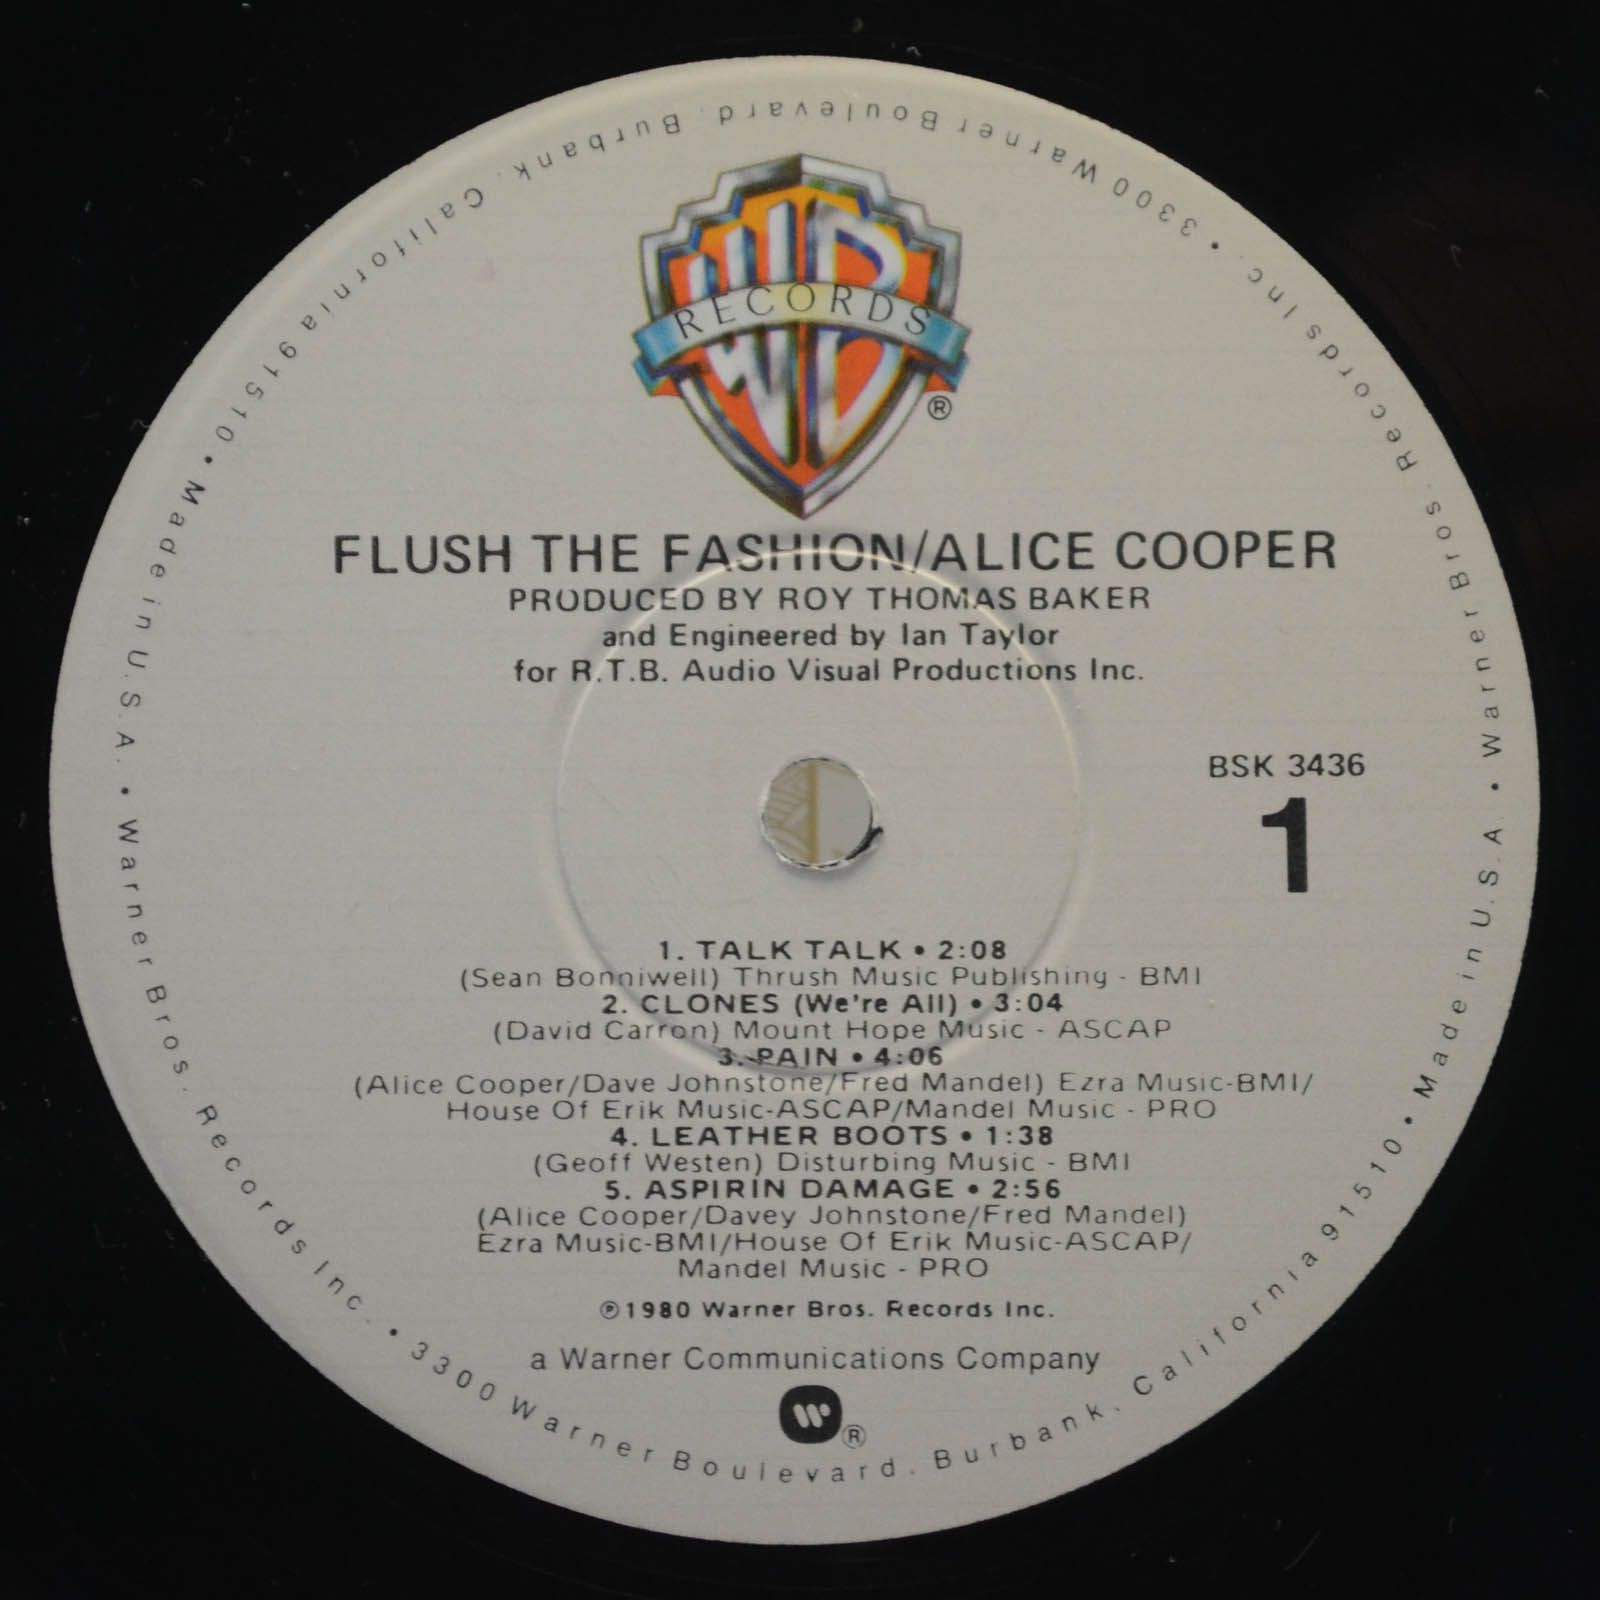 WB
RECORDS
®
FLUSH THE FASHION/ALICE COOPER
PRODUCED BY ROY THOMAS BAKER
and Engineered by Ian Taylor
for R.T.B. Audio Visual Productions Inc.
BSK 3436
1
1. TALK TALK • 2:08
(Sean Bonniwell) Thrush Music Publishing - BMI
2. CLONES (We're All) • 3:04
(David Carron) Mount Hope Music - ASCAP
3. PAIN • 4:06
(Alice Cooper/Dave Johnstone/Fred Mandel) Ezra Music-BMI/
House Of Erik Music-ASCAP/Mandel Music - PRO
4. LEATHER BOOTS • 1:38
(Geoff Westen) Disturbing Music - BMI
5. ASPIRIN DAMAGE • 2:56
(Alice Cooper/Davey Johnstone/Fred Mandel)
Ezra Music-BMI/House Of Erik Music-ASCAP/
Mandel Music - PRO
℗1980 Warner Bros. Records Inc.
a Warner Communications Company
®
Made in U.S.A. • Warner Bros. Records Inc. • 3300 Warner Boulevard. Burbank. California 91510 • Made in U.S.A. • Warner Bros. Records Inc. • 3300 Warner Boulevard. Burbank. California 91510 •